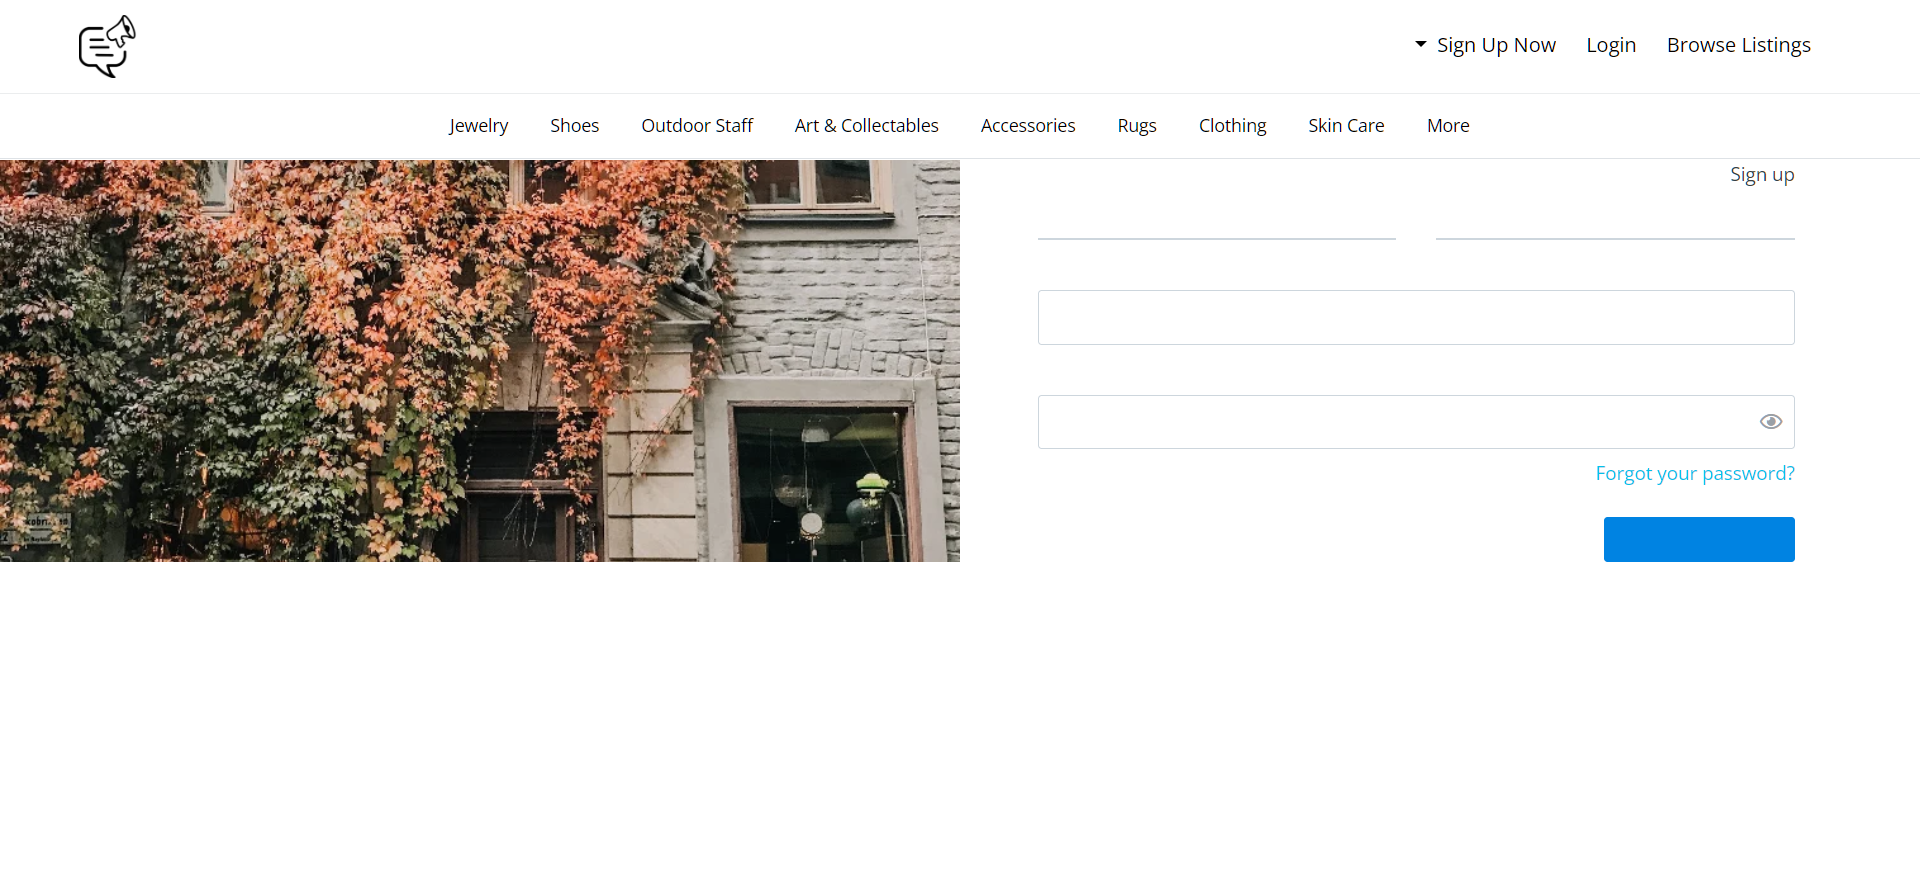 Sign Up Now Login Browse Listings
Jewelry Shoes Outdoor Staff Art & Collectables Accessories Rugs Clothing Skin Care More
Sign up
Forgot your password?